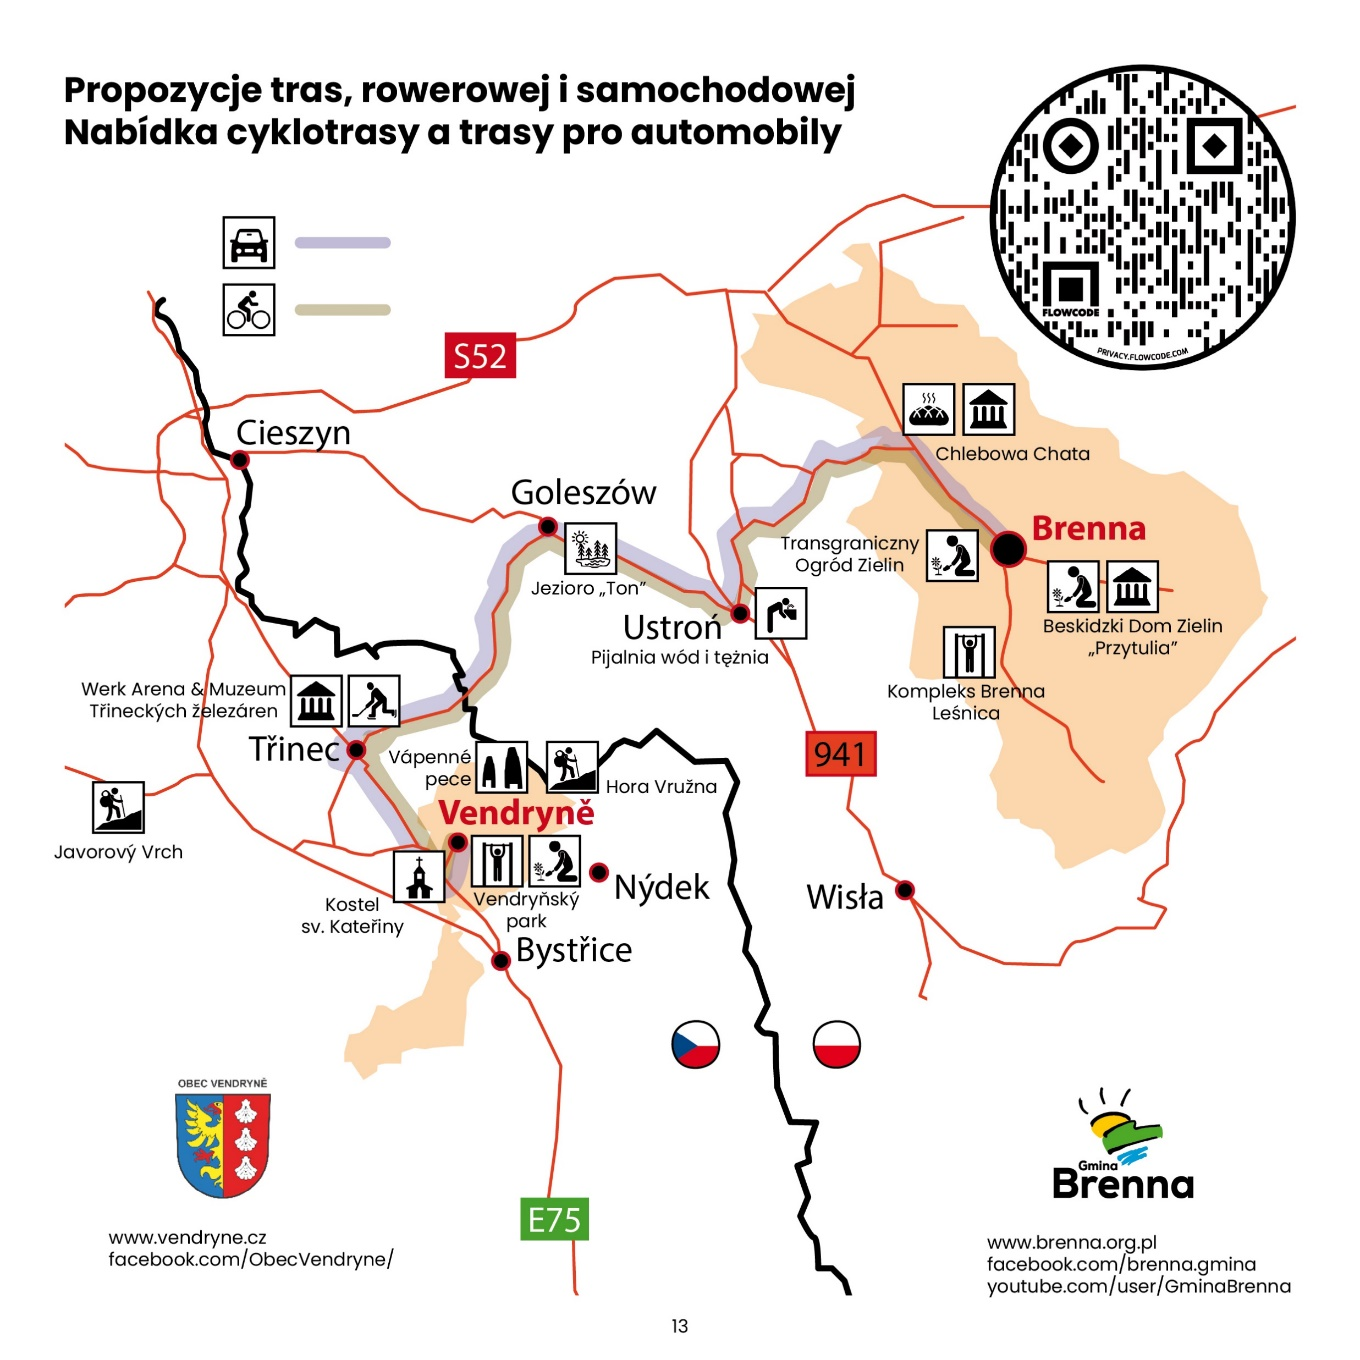 Propozycje tras, rowerowej i samochodowej
Nabídka cyklotrasy a trasy pro automobily
FLOWCODE
PRIVACY.FLOWCODE.COM
S52
Cieszyn
Goleszów
Jezioro „Ton”
Chlebowa Chata
Brenna
Transgraniczny
Ogród Zielin
Ustroń
Pijalnia wód i tężnia
Beskidzki Dom Zielin
„Przytulia”
Kompleks Brenna
Leśnica
Werk Arena & Muzeum
Třineckých železáren
Třinec
Vápenné
pece
Hora Vružna
941
Vendryně
Javorový Vrch
Kostel
sv. Kateřiny
Vendryňský
park
Nýdek
Wisła
Bystřice
OBEC VENDRYNĚ
E75
Gmina
Brenna
www.vendryne.cz
facebook.com/ObecVendryne/
www.brenna.org.pl
facebook.com/brenna.gmina
youtube.com/user/GminaBrenna
13